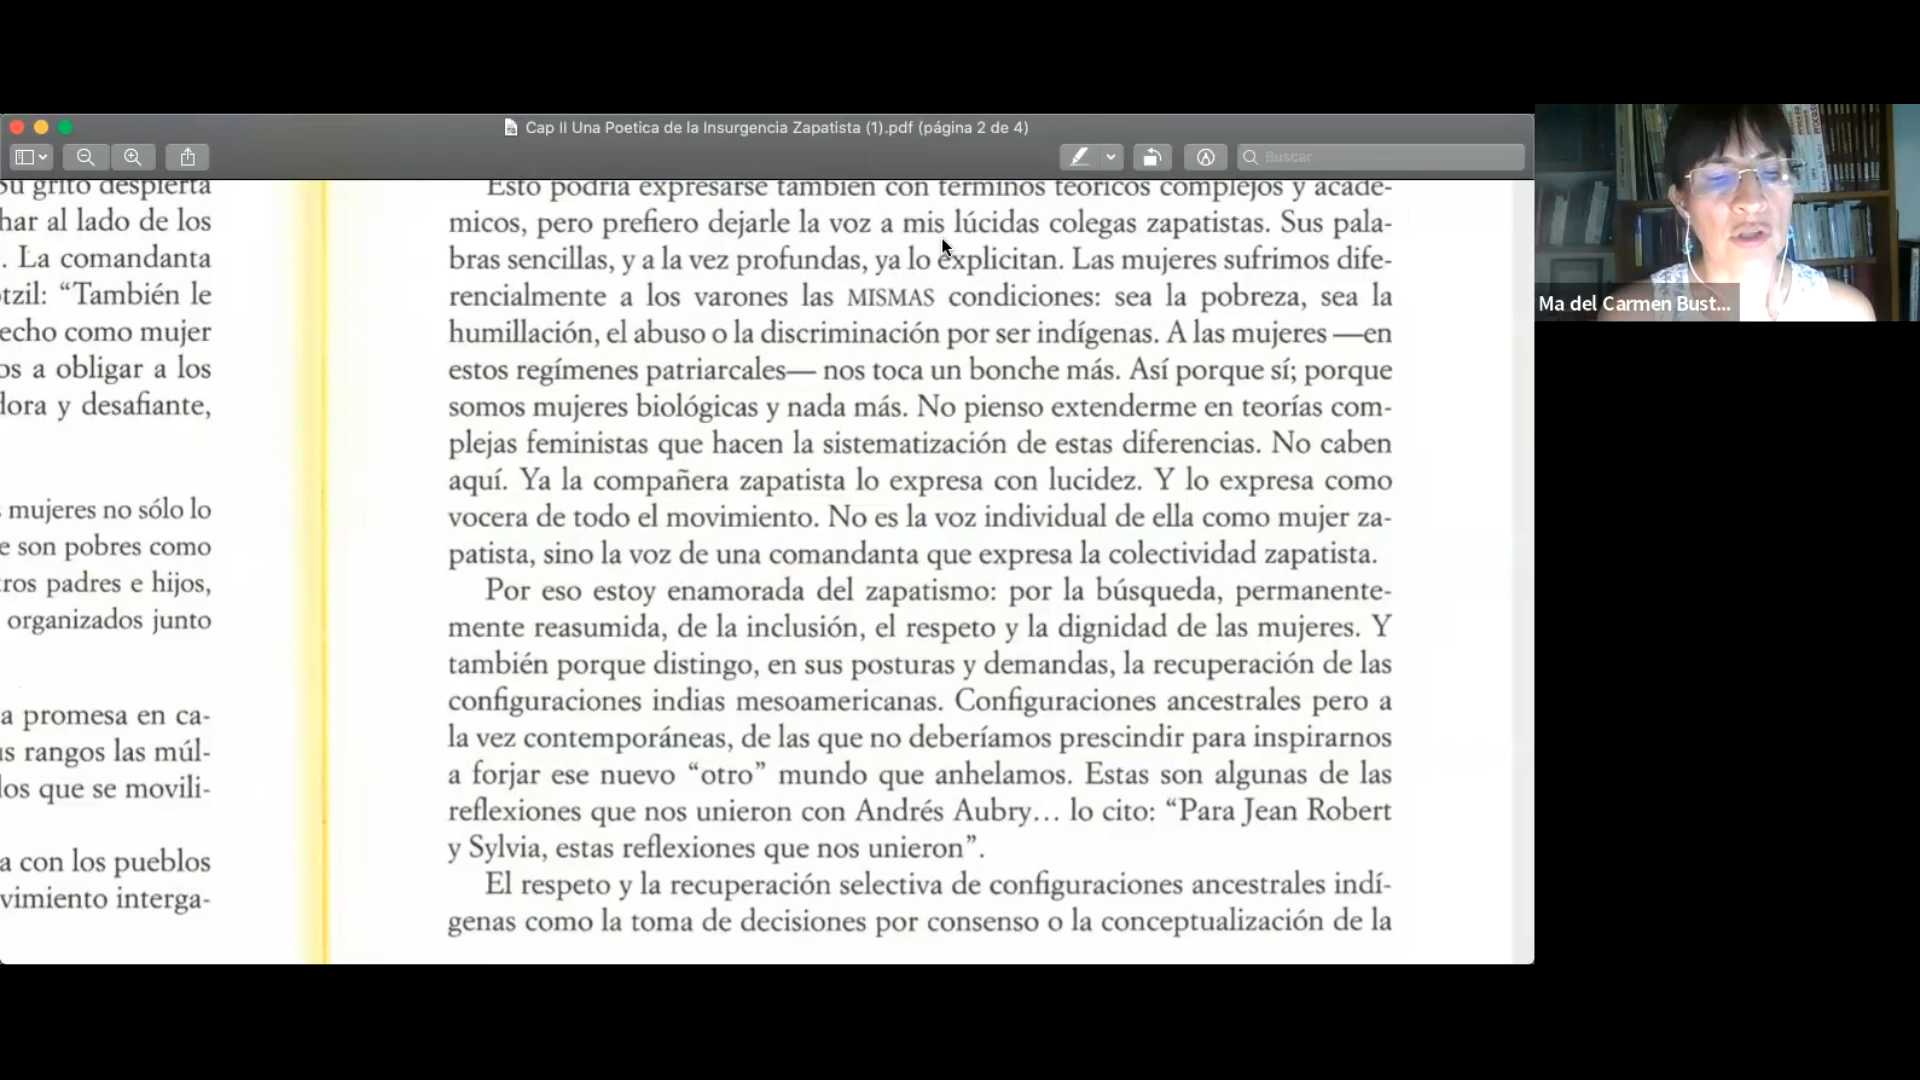 Cap II Una Poetica de la Insurgencia Zapatista (1).pdf (página 2 de 4)
Buscar
Su grito despierta
har al lado de los
. La comandanta
tzil: “También le
echo como mujer
os a obligar a los
dora y desafiante,
mujeres no sólo lo
e son pobres como
ros padres e hijos,
organizados junto
a promesa en ca-
us rangos las múl-
los que se movili-
a con los pueblos
vimiento interga-
Esto podría expresarse también con términos teóricos complejos y acadé-
micos, pero prefiero dejarle la voz a mis lúcidas colegas zapatistas. Sus pala-
bras sencillas, y a la vez profundas, ya lo explicitan. Las mujeres sufrimos dife-
rencialmente a los varones las MISMAS condiciones: sea la pobreza, sea la
humillación, el abuso o la discriminación por ser indígenas. A las mujeres —en
estos regímenes patriarcales— nos toca un bonche más. Así porque sí; porque
somos mujeres biológicas y nada más. No pienso extenderme en teorías com-
plejas feministas que hacen la sistematización de estas diferencias. No caben
aquí. Ya la compañera zapatista lo expresa con lucidez. Y lo expresa como
vocera de todo el movimiento. No es la voz individual de ella como mujer za-
patista, sino la voz de una comandanta que expresa la colectividad zapatista.
Por eso estoy enamorada del zapatismo: por la búsqueda, permanente-
mente reasumida, de la inclusión, el respeto y la dignidad de las mujeres. Y
también porque distingo, en sus posturas y demandas, la recuperación de las
configuraciones indias mesoamericanas. Configuraciones ancestrales pero a
la vez contemporáneas, de las que no deberíamos prescindir para inspirarnos
a forjar ese nuevo “otro” mundo que anhelamos. Estas son algunas de las
reflexiones que nos unieron con Andrés Aubry… lo cito: “Para Jean Robert
y Sylvia, estas reflexiones que nos unieron”.
El respeto y la recuperación selectiva de configuraciones ancestrales indí-
genas como la toma de decisiones por consenso o la conceptualización de la
Ma del Carmen Bust...